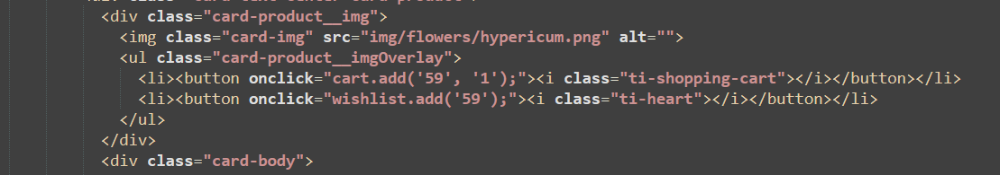 <div class="card-product__img">
<img class="card-img" src="img/flowers/hypericum.png" alt="">
<ul class="card-product__imgOverlay">
<li><button onclick="cart.add('59', '1');"><i class="ti-shopping-cart"></i></button></li>
<li><button onclick="wishlist.add('59');"><i class="ti-heart"></i></button></li>
</ul>
</div>
<div class="card-body">